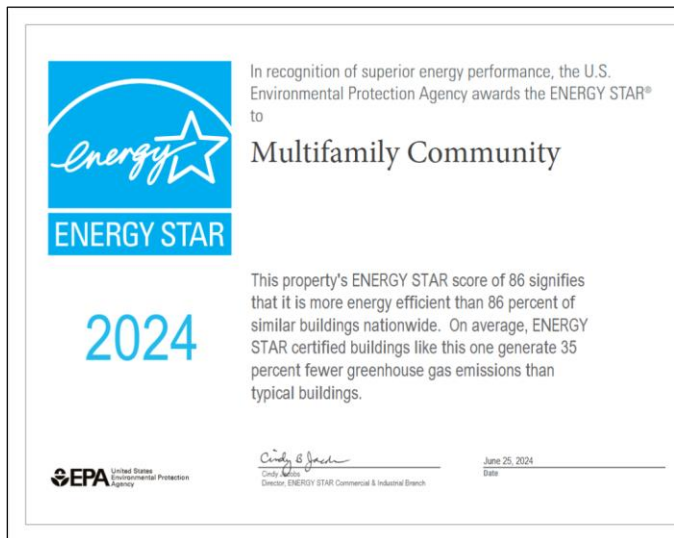 In recognition of superior energy performance, the U.S.
Environmental Protection Agency awards the ENERGY STAR®
to
Multifamily Community
energy
ENERGY STAR
2024
This property's ENERGY STAR score of 86 signifies
that it is more energy efficient than 86 percent of
similar buildings nationwide. On average, ENERGY
STAR certified buildings like this one generate 35
percent fewer greenhouse gas emissions than
typical buildings.
EPA
United States
Environmental Protection
Agency
Cindy B Jacobs
Cindy Jacobs
Director, ENERGY STAR Commercial & Industrial Branch
June 25, 2024
Date